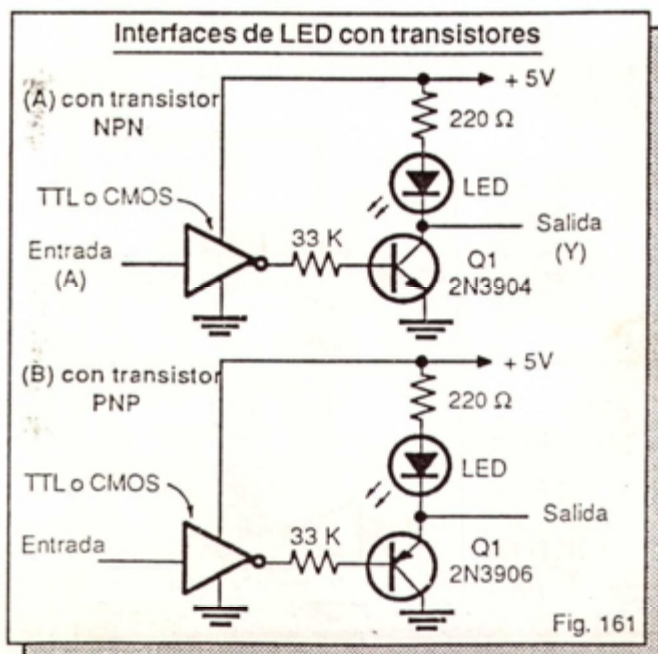 Interfaces de LED con transistores
(A) con transistor
NPN
+ 5V
220 Ω
LED
TTL o CMOS
Entrada
(A)
33 K
Salida
(Y)
Q1
2N3904
(B) con transistor
PNP
+ 5V
220 Ω
LED
TTL o CMOS
Entrada
33 K
Salida
Q1
2N3906
Fig. 161